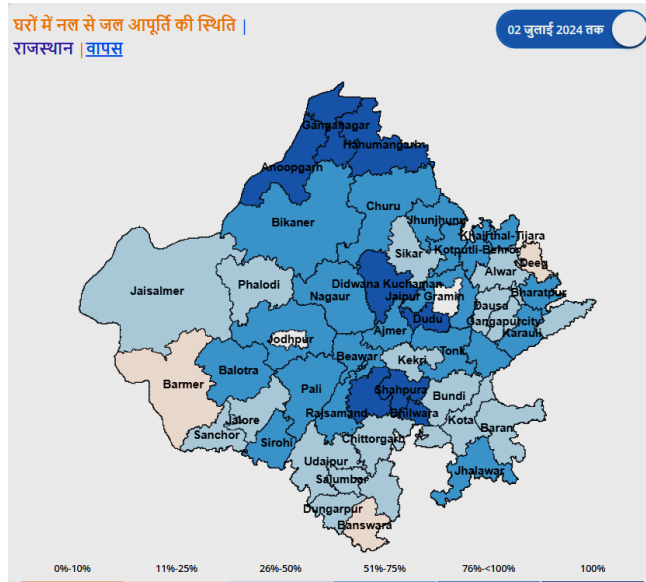 घरों में नल से जल आपूर्ति की स्थिति |
राजस्थान | वापस
02 जुलाई 2024 तक
Ganganagar
Hanumangarh
Anoopgarh
Churu
Bikaner
Jhunjhunu
Khairthal-Tijara
Kotputli-Behror
Sikar
Deeg
Alwar
Jaisalmer
Phalodi
Didwana Kuchaman
Nagaur
Jaipur Gramin
Bharatpur
Dausa
Dudu
Gangapurcity
Karauli
Ajmer
Jodhpur
Tonk
Beawar
Kekri
Balotra
Barmer
Pali
Shahpura
Bundi
Rajsamand
Bhilwara
Jalore
Kota
Baran
Sanchor
Sirohi
Chittorgarh
Udaipur
Jhalawar
Salumbar
Dungarpur
Banswara
0%-10% 11%-25% 26%-50% 51%-75% 76%-<100% 100%